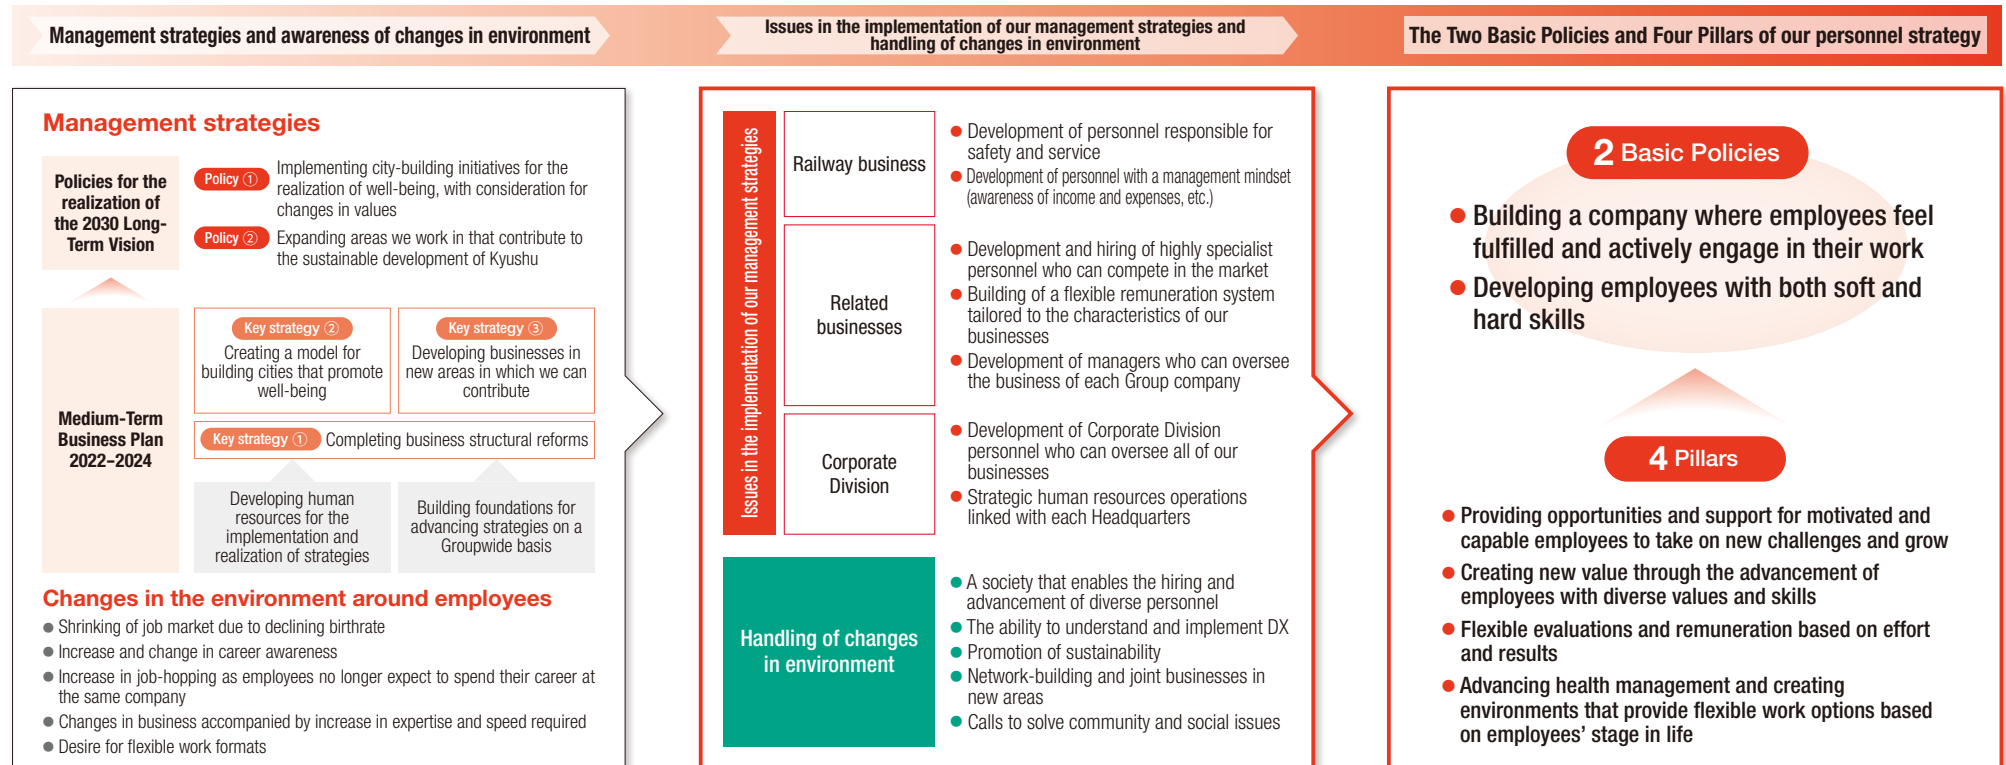 Management strategies and awareness of changes in environment
Issues in the implementation of our management strategies and
handling of changes in environment
The Two Basic Policies and Four Pillars of our personnel strategy
Management strategies
Policies for the
realization of
the 2030 Long-
Term Vision
Policy ①
Implementing city-building initiatives for the
realization of well-being, with consideration for
changes in values
Policy ②
Expanding areas we work in that contribute to
the sustainable development of Kyushu
Medium-Term
Business Plan
2022–2024
Key strategy ②
Creating a model for
building cities that promote
well-being
Key strategy ③
Developing businesses in
new areas in which we can
contribute
Key strategy ① Completing business structural reforms
Developing human
resources for the
implementation and
realization of strategies
Building foundations for
advancing strategies on a
Groupwide basis
Changes in the environment around employees
● Shrinking of job market due to declining birthrate
● Increase and change in career awareness
● Increase in job-hopping as employees no longer expect to spend their career at
the same company
● Changes in business accompanied by increase in expertise and speed required
● Desire for flexible work formats
Issues in the implementation of our management strategies
Railway business
● Development of personnel responsible for
safety and service
● Development of personnel with a management mindset
(awareness of income and expenses, etc.)
Related
businesses
● Development and hiring of highly specialist
personnel who can compete in the market
● Building of a flexible remuneration system
tailored to the characteristics of our
businesses
● Development of managers who can oversee
the business of each Group company
Corporate
Division
● Development of Corporate Division
personnel who can oversee all of our
businesses
● Strategic human resources operations
linked with each Headquarters
Handling of changes
in environment
● A society that enables the hiring and
advancement of diverse personnel
● The ability to understand and implement DX
● Promotion of sustainability
● Network-building and joint businesses in
new areas
● Calls to solve community and social issues
2 Basic Policies
● Building a company where employees feel
fulfilled and actively engage in their work
● Developing employees with both soft and
hard skills
4 Pillars
● Providing opportunities and support for motivated and
capable employees to take on new challenges and grow
● Creating new value through the advancement of
employees with diverse values and skills
● Flexible evaluations and remuneration based on effort
and results
● Advancing health management and creating
environments that provide flexible work options based
on employees' stage in life